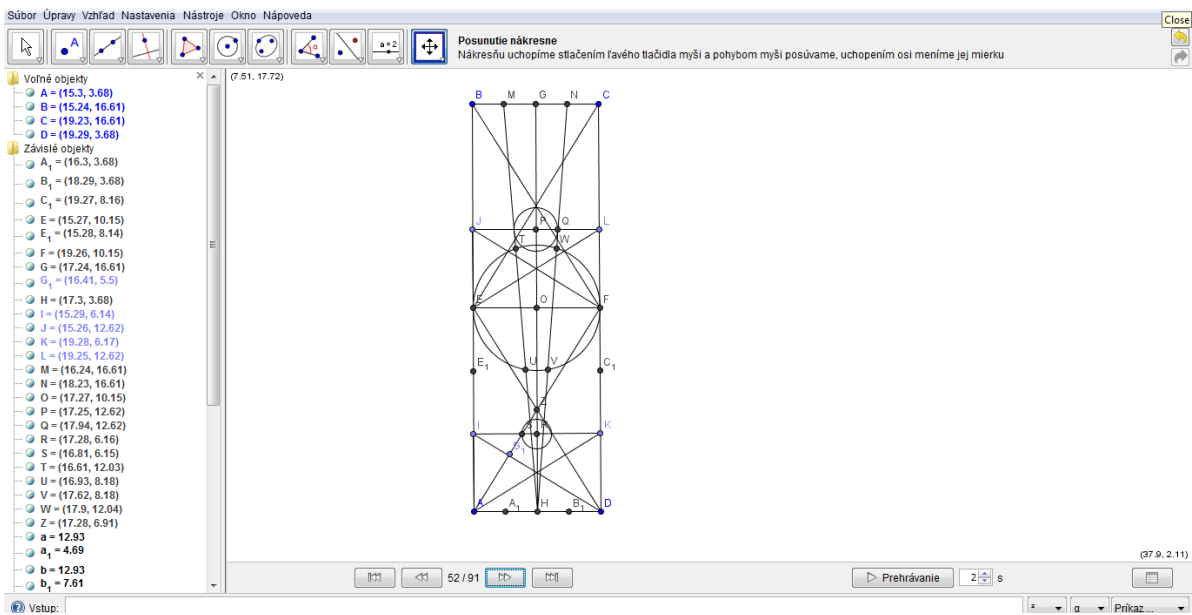 Súbor Úpravy Vzhľad Nastavenia Nástroje Okno Nápoveda
Close
A
α
a = 2
Posunutie nákresne
Nákresňu uchopíme stlačením ľavého tlačidla myši a pohybom myši posúvame, uchopením osi meníme jej mierku
Voľné objekty
A = (15.3, 3.68)
B = (15.24, 16.61)
C = (19.23, 16.61)
D = (19.29, 3.68)
Závislé objekty
A₁ = (16.3, 3.68)
B₁ = (18.29, 3.68)
C₁ = (19.27, 8.16)
E = (15.27, 10.15)
E₁ = (15.28, 8.14)
F = (19.26, 10.15)
G = (17.24, 16.61)
G₁ = (16.41, 5.5)
H = (17.3, 3.68)
I = (15.29, 6.14)
J = (15.26, 12.62)
K = (19.28, 6.17)
L = (19.25, 12.62)
M = (16.24, 16.61)
N = (18.23, 16.61)
O = (17.27, 10.15)
P = (17.25, 12.62)
Q = (17.94, 12.62)
R = (17.28, 6.16)
S = (16.81, 6.15)
T = (16.61, 12.03)
U = (16.93, 8.18)
V = (17.62, 8.18)
W = (17.9, 12.04)
Z = (17.28, 6.91)
a = 12.93
a₁ = 4.69
b = 12.93
b₁ = 7.61
(7.51, 17.72)
B M G N C
J P Q L
T W
E O F
E₁ U V C₁
Z
I S R K
G₁
A A₁ H B₁ D
(37.9, 2.11)
52 / 91
Prehrávanie 2 s
Vstup:
² α Príkaz ...